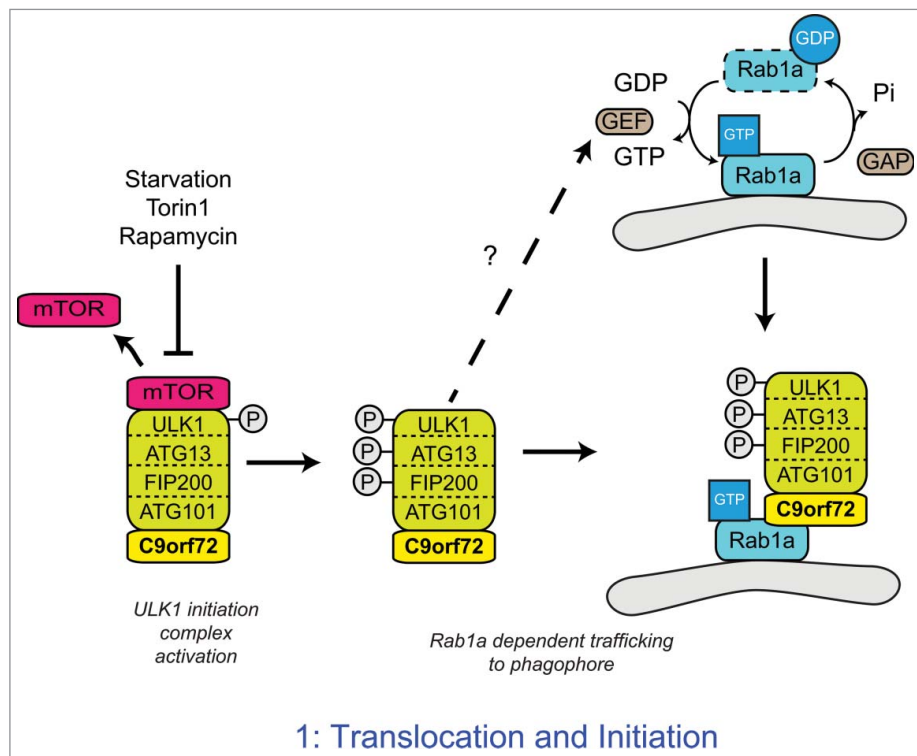 GDP
Rab1a
GDP
GEF
GTP
Pi
GTP
Rab1a
GAP
Starvation
Torin1
Rapamycin
?
mTOR
mTOR
ULK1
P
ATG13
FIP200
ATG101
C9orf72
P
ULK1
P
ATG13
P
FIP200
ATG101
C9orf72
P
ULK1
P
ATG13
P
FIP200
ATG101
C9orf72
GTP
Rab1a
ULK1 initiation
complex
activation
Rab1a dependent trafficking
to phagophore
1: Translocation and Initiation